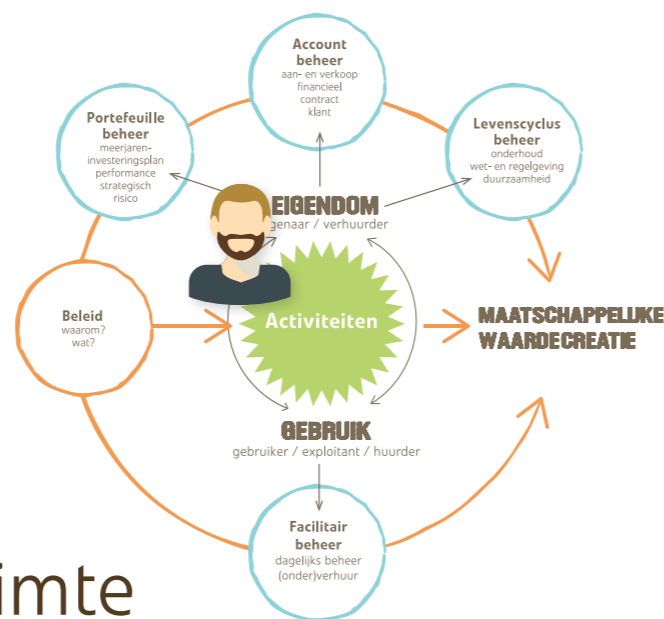 Account
beheer
aan- en verkoop
financieel
contract
klant
Portefeuille
beheer
meerjaren-
investeringsplan
performance
strategisch
risico
Levenscyclus
beheer
onderhoud
wet- en regelgeving
duurzaamheid
EIGENDOM
/ verhuurder
Beleid
waarom?
wat?
Activiteiten
MAATSCHAPPELIJKE
WAARDECREATIE
GEBRUIK
gebruiker / exploitant / huurder
Facilitair
beheer
dagelijks beheer
(onder)verhuur